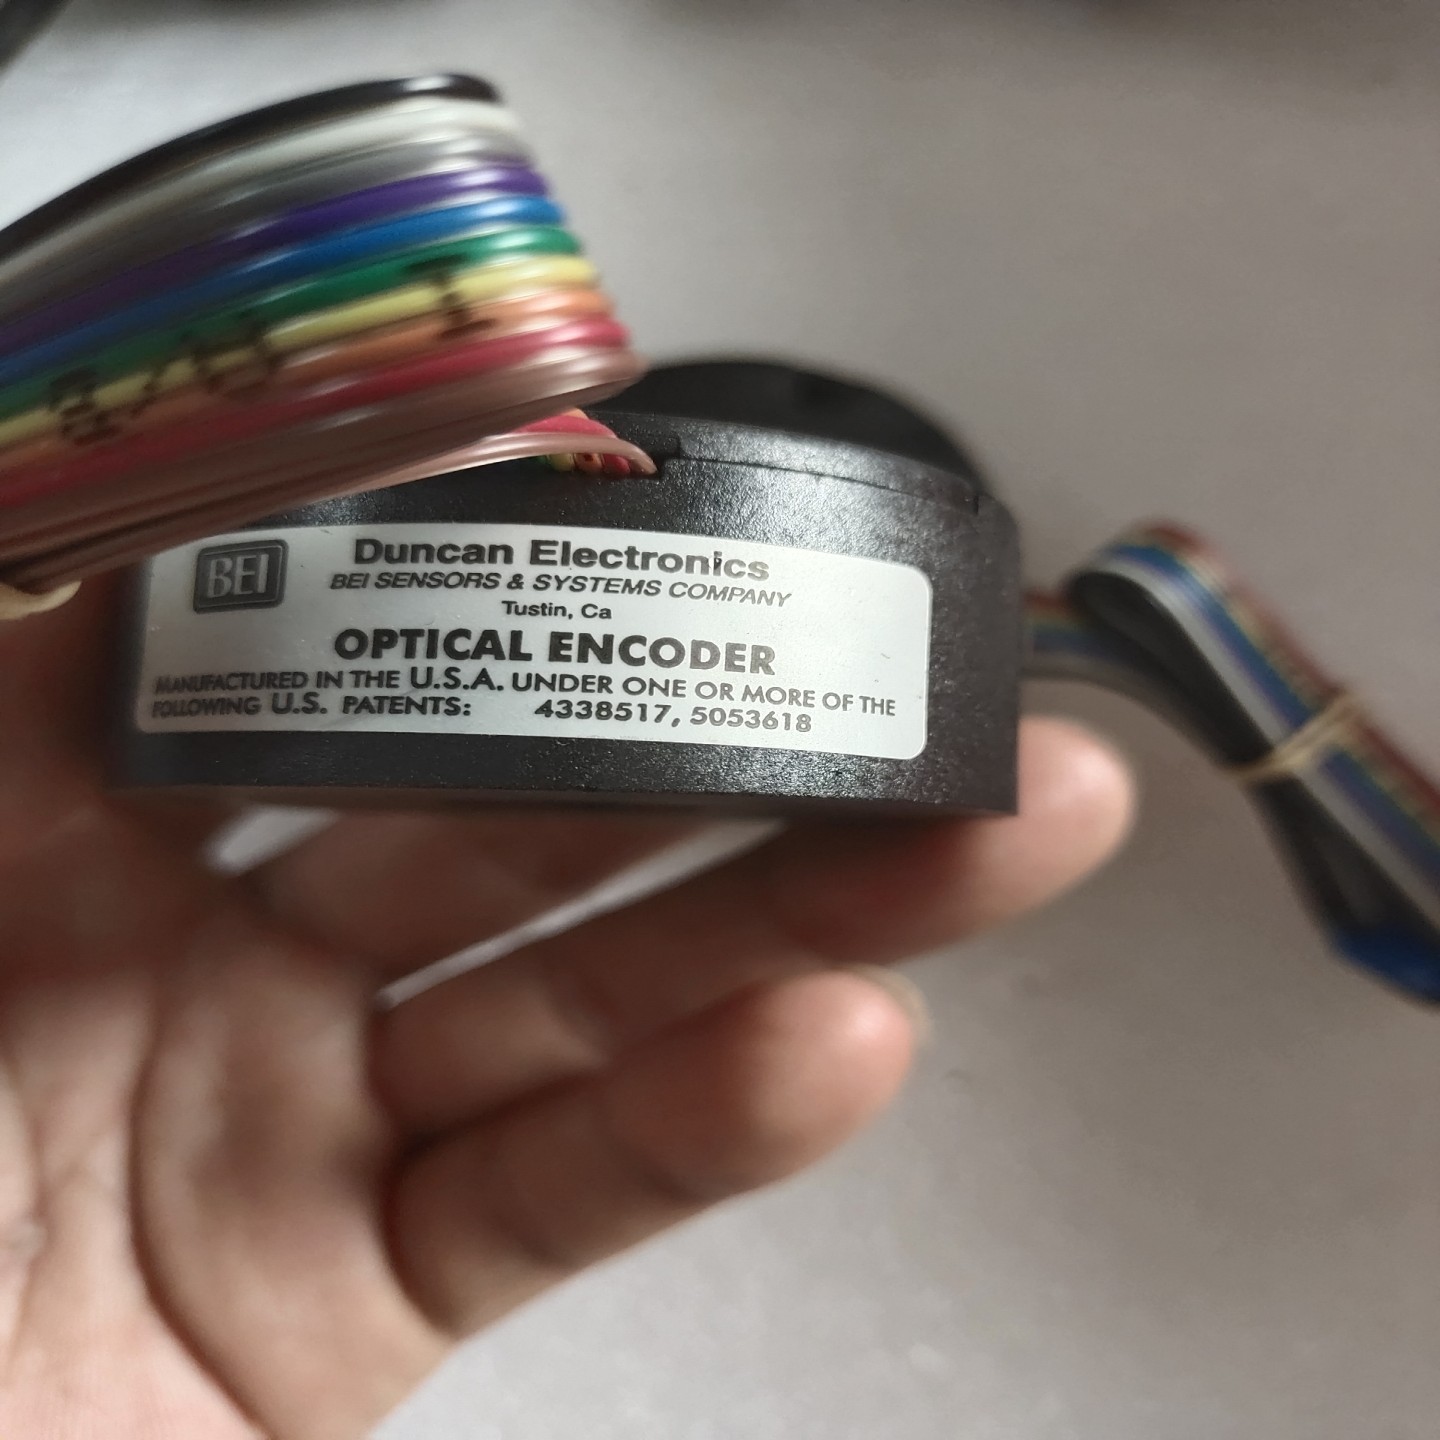 BEI
Duncan Electronics
BEI SENSORS & SYSTEMS COMPANY
Tustin, Ca
OPTICAL ENCODER
MANUFACTURED IN THE U.S.A. UNDER ONE OR MORE OF THE
FOLLOWING U.S. PATENTS: 4338517, 5053618